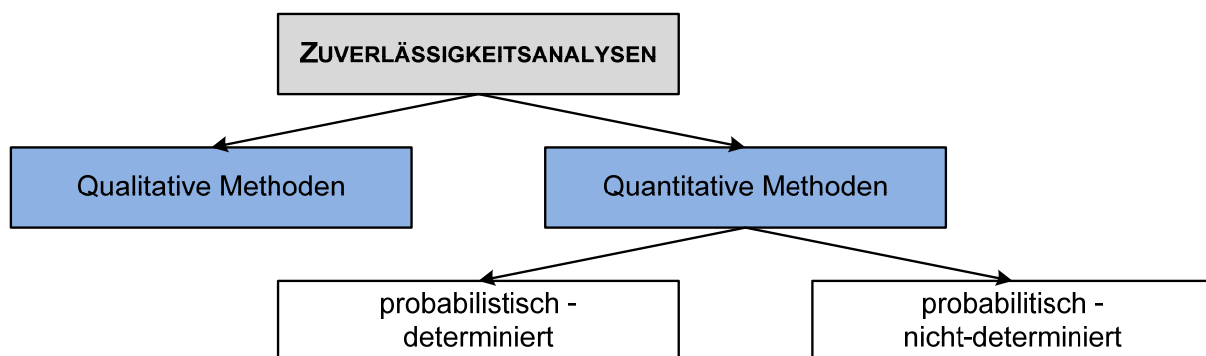 ZUVERLÄSSIGKEITSANALYSEN
Qualitative Methoden
Quantitative Methoden
probabilistisch -
determiniert
probabilitisch -
nicht-determiniert